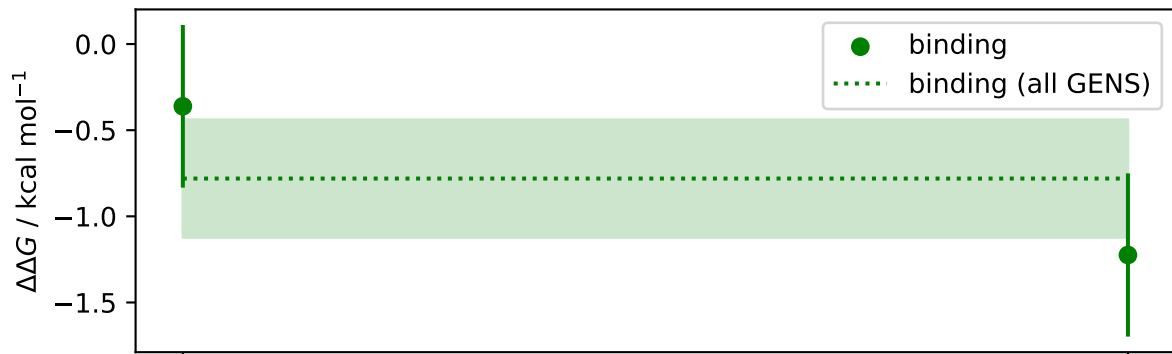 ΔΔG / kcal mol⁻¹
0.0
−0.5
−1.0
−1.5
binding
binding (all GENS)